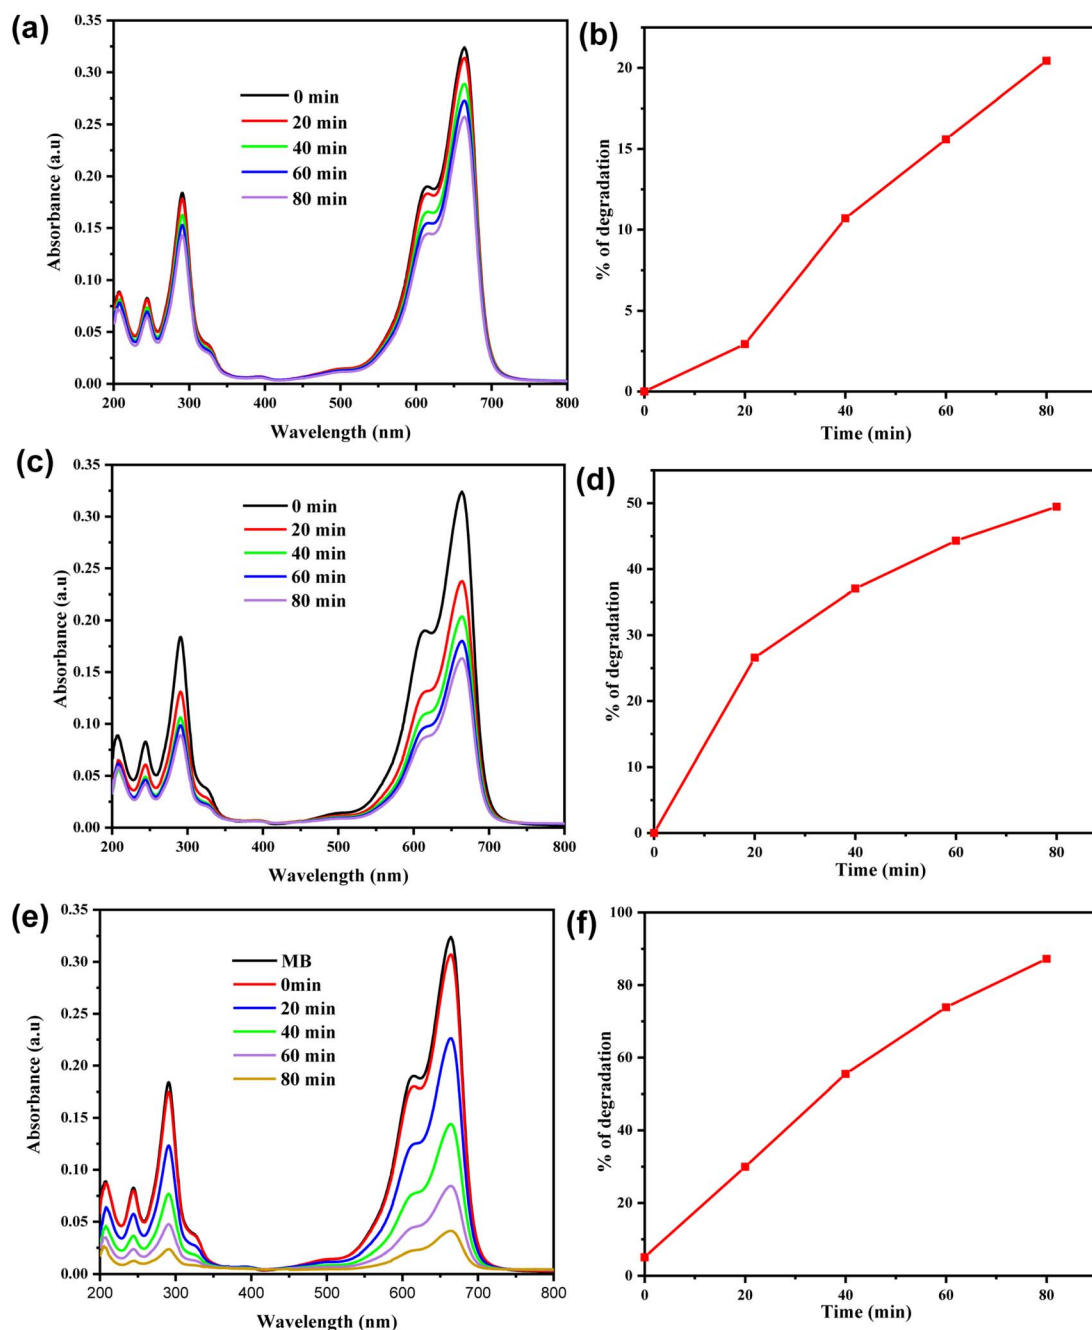 (a)
Absorbance (a.u)
0.35
0.30
0.25
0.20
0.15
0.10
0.05
0.00
0 min
20 min
40 min
60 min
80 min
200 300 400 500 600 700 800
Wavelength (nm)
(b)
% of degradation
20
15
10
5
0
0 20 40 60 80
Time (min)
(c)
Absorbance (a.u)
0.35
0.30
0.25
0.20
0.15
0.10
0.05
0.00
0 min
20 min
40 min
60 min
80 min
200 300 400 500 600 700 800
Wavelength (nm)
(d)
% of degradation
50
40
30
20
10
0
0 20 40 60 80
Time (min)
(e)
Absorbance (a.u)
0.35
0.30
0.25
0.20
0.15
0.10
0.05
0.00
MB
0min
20 min
40 min
60 min
80 min
200 300 400 500 600 700 800
Wavelength (nm)
(f)
% of degradation
100
80
60
40
20
0
0 20 40 60 80
Time (min)